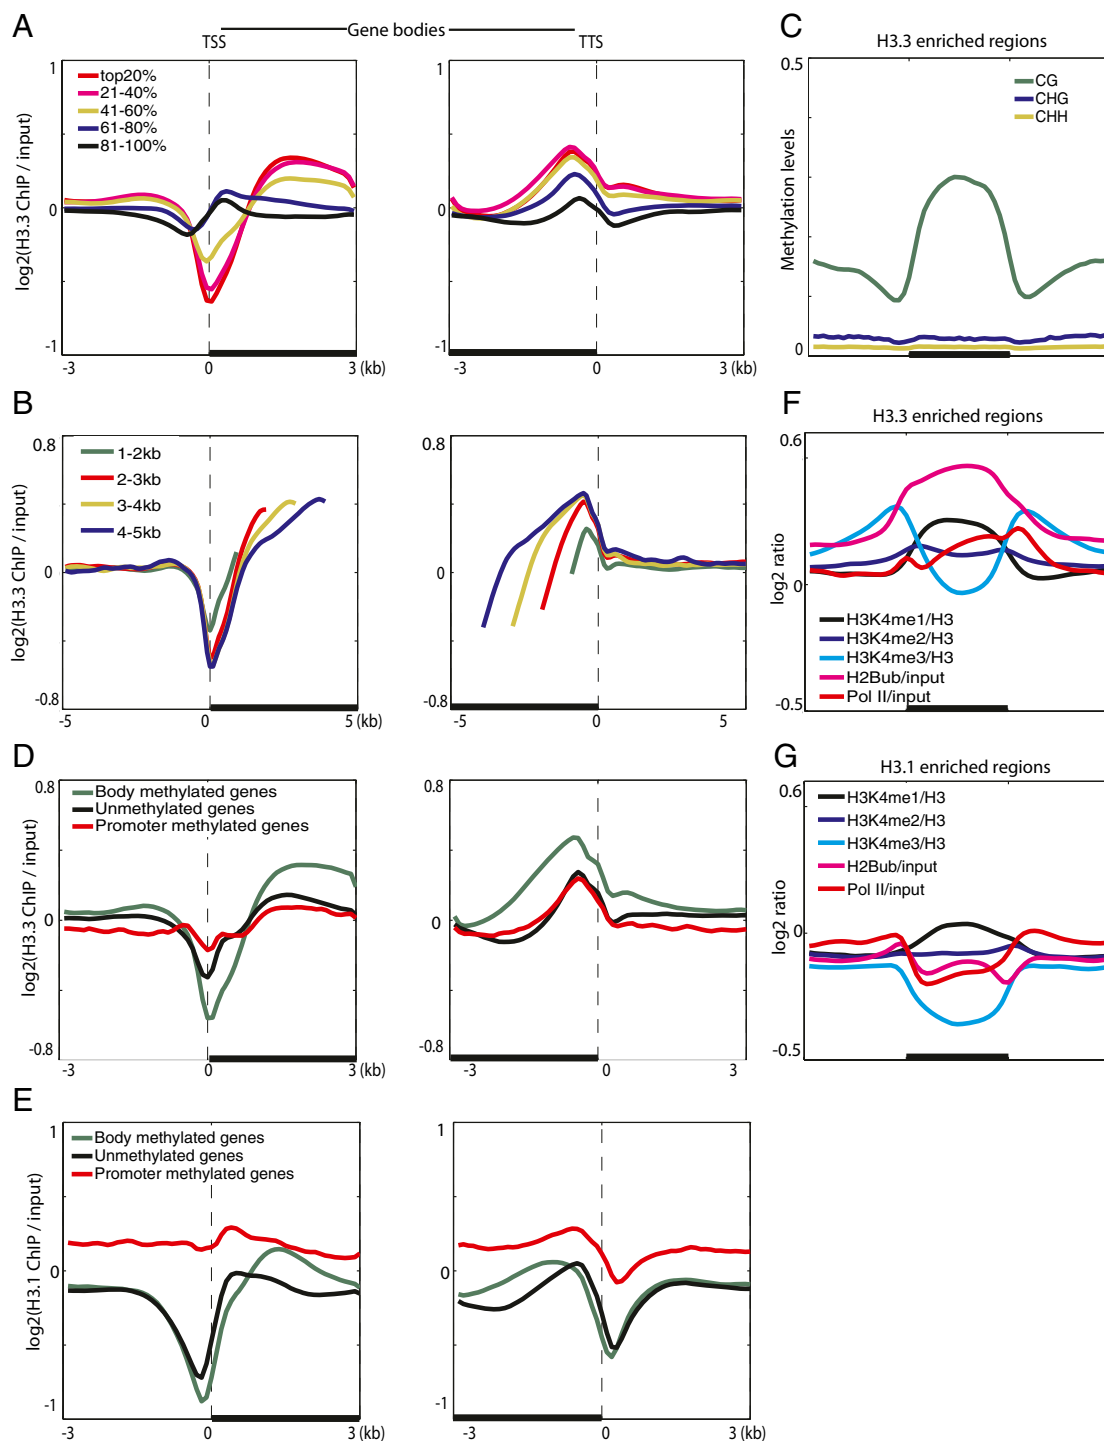 A
Gene bodies
TSS
TTS
log2(H3.3 ChIP / input)
1
0
-1
top20%
21-40%
41-60%
61-80%
81-100%
-3
0
3 (kb)
1
0
-1
-3
0
3 (kb)
C
H3.3 enriched regions
Methylation levels
0.5
0
CG
CHG
CHH
B
log2(H3.3 ChIP / input)
0.8
0
-0.8
1-2kb
2-3kb
3-4kb
4-5kb
-5
0
5 (kb)
0.8
0
-0.8
-5
0
5
F
H3.3 enriched regions
log2 ratio
0.6
0
-0.5
H3K4me1/H3
H3K4me2/H3
H3K4me3/H3
H2Bub/input
Pol II/input
D
log2(H3.3 ChIP / input)
0.8
0
-0.8
Body methylated genes
Unmethylated genes
Promoter methylated genes
-3
0
3 (kb)
0.8
0
-0.8
-3
0
3
G
H3.1 enriched regions
log2 ratio
0.6
0
-0.5
H3K4me1/H3
H3K4me2/H3
H3K4me3/H3
H2Bub/input
Pol II/input
E
log2(H3.1 ChIP / input)
1
0
-1
Body methylated genes
Unmethylated genes
Promoter methylated genes
-3
0
3 (kb)
1
0
-1
-3
0
3 (kb)